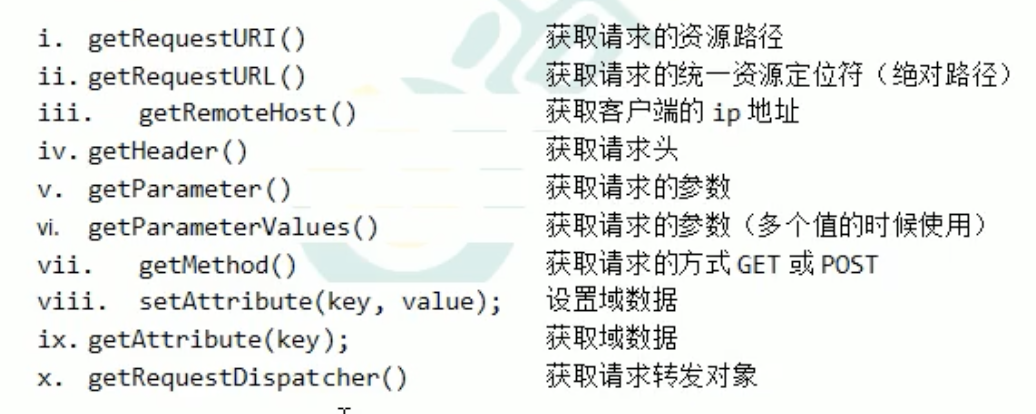 i. getRequestURI() 获取请求的资源路径
ii. getRequestURL() 获取请求的统一资源定位符（绝对路径）
iii. getRemoteHost() 获取客户端的 ip 地址
iv. getHeader() 获取请求头
v. getParameter() 获取请求的参数
vi. getParameterValues() 获取请求的参数（多个值的时候使用）
vii. getMethod() 获取请求的方式 GET 或 POST
viii. setAttribute(key, value); 设置域数据
ix. getAttribute(key); 获取域数据
x. getRequestDispatcher() 获取请求转发对象